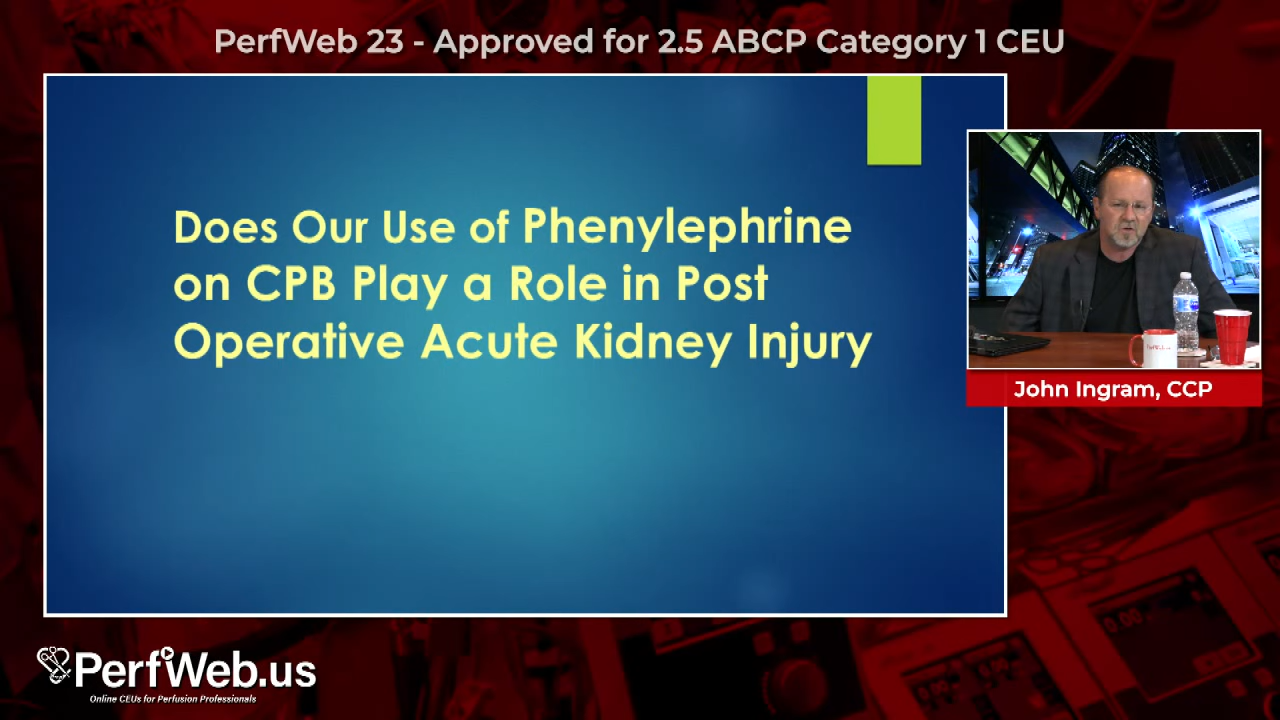 PerfWeb 23 - Approved for 2.5 ABCP Category 1 CEU
Does Our Use of Phenylephrine
on CPB Play a Role in Post
Operative Acute Kidney Injury
John Ingram, CCP
PerfWeb.us
Online CEUs for Perfusion Professionals